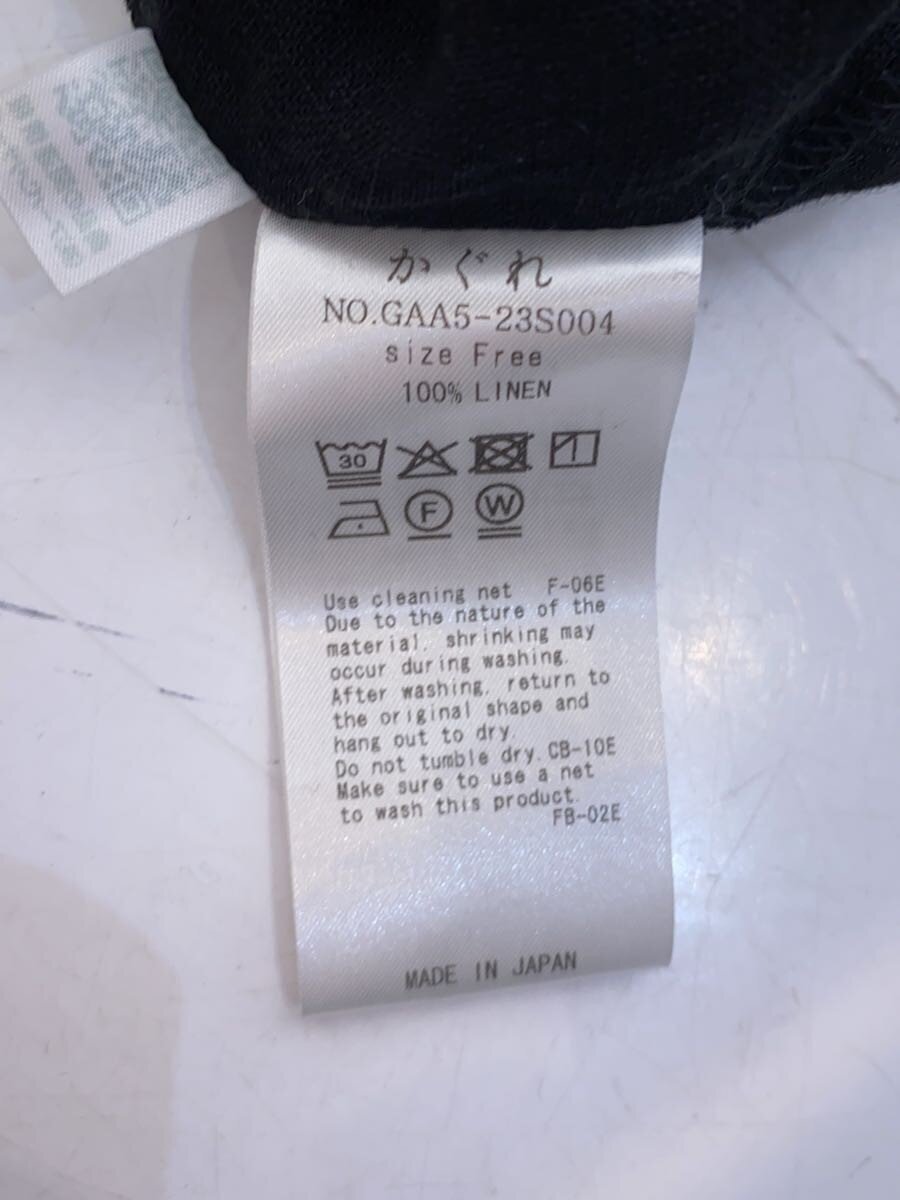 かぐれ
NO.GAA5-23S004
size Free
100% LINEN
30
F
W
Use cleaning net F-06E
Due to the nature of the
material, shrinking may
occur during washing.
After washing, return to
the original shape and
hang out to dry.
Do not tumble dry. CB-10E
Make sure to use a net
to wash this product.
FB-02E
MADE IN JAPAN